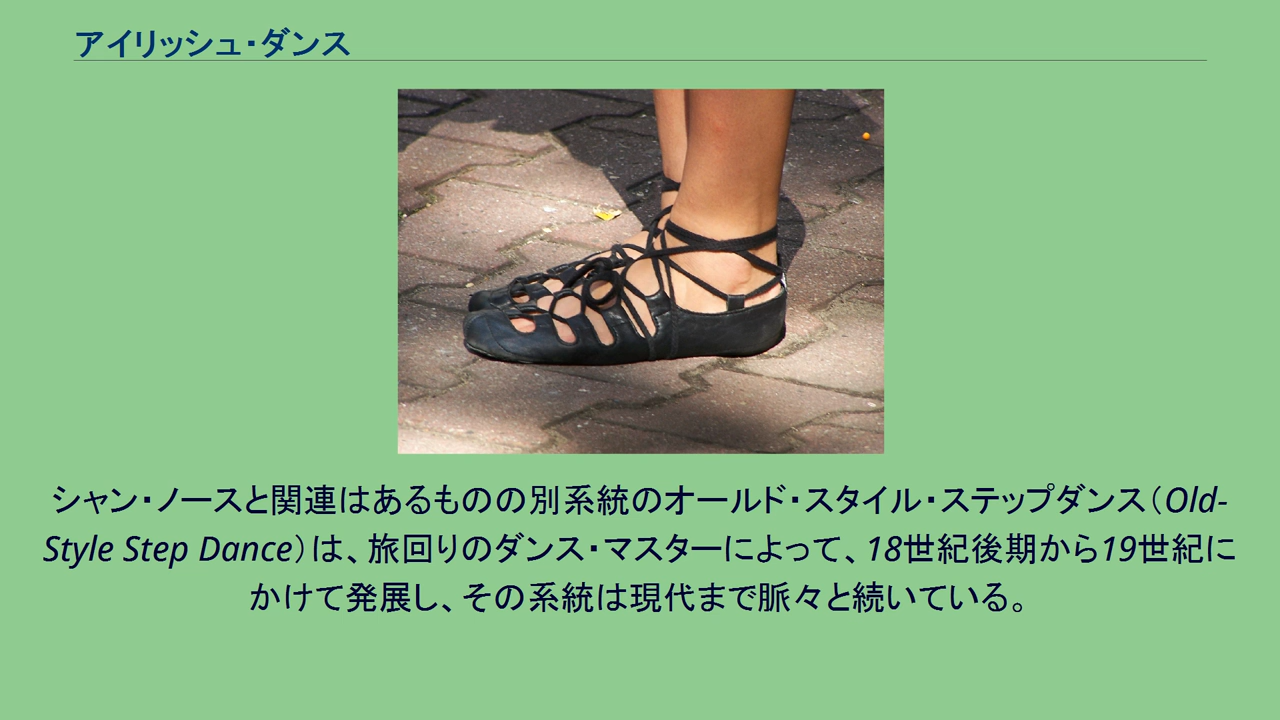 アイリッシュ・ダンス
シャン・ノースと関連はあるものの別系統のオールド・スタイル・ステップダンス（Old-
Style Step Dance）は、旅回りのダンス・マスターによって、18世紀後期から19世紀に
かけて発展し、その系統は現代まで脈々と続いている。